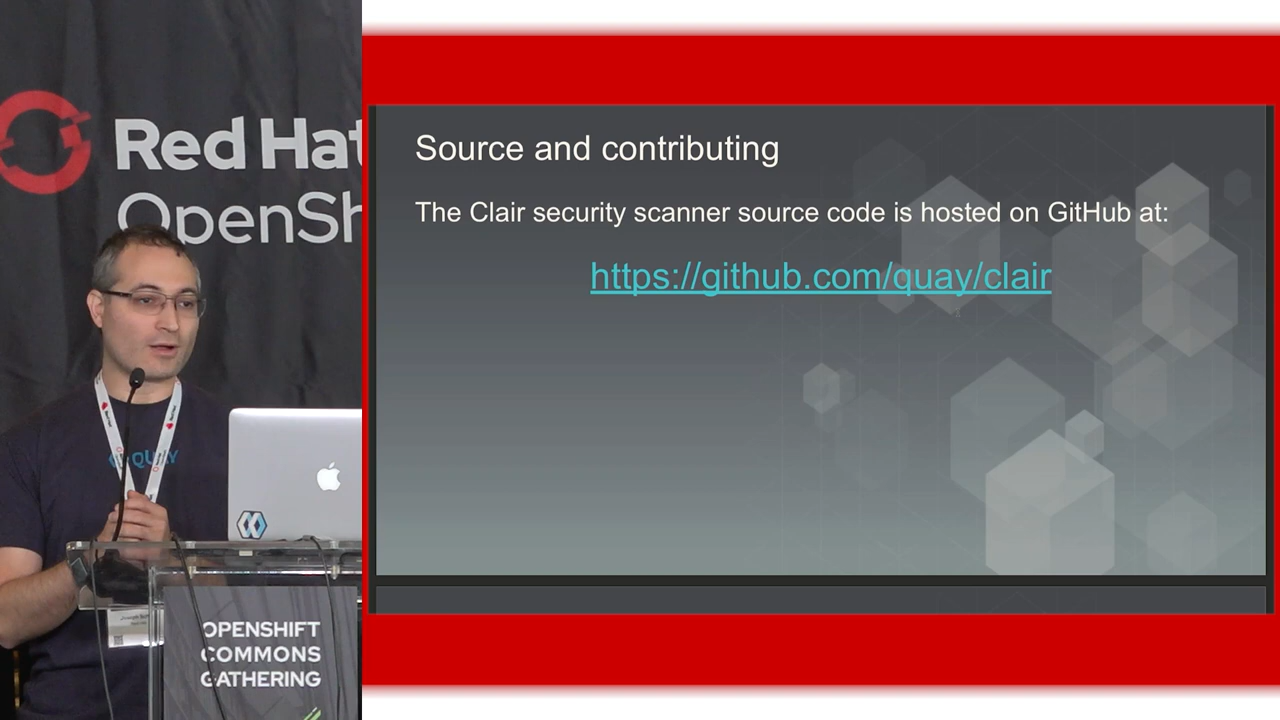 Red Hat
OpenSh
QUAY
OPENSHIFT
COMMONS
GATHERING
Source and contributing
The Clair security scanner source code is hosted on GitHub at:
https://github.com/quay/clair